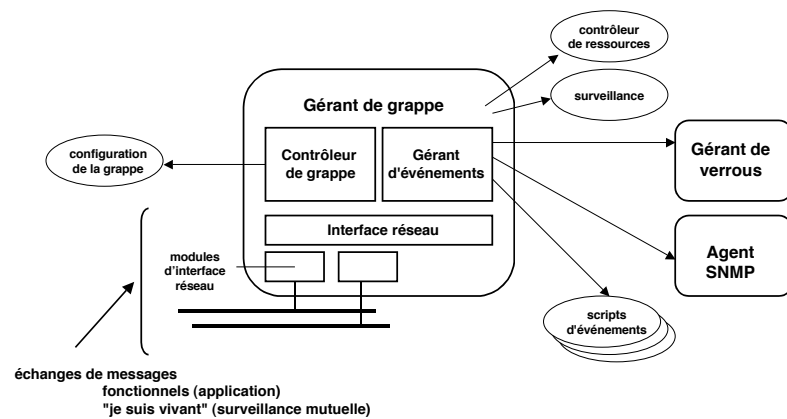 contrôleur
de ressources
surveillance
Gérant de grappe
configuration
de la grappe
Contrôleur
de grappe
Gérant
d'événements
Gérant de
verrous
Interface réseau
modules
d'interface
réseau
Agent
SNMP
scripts
d'événements
échanges de messages
fonctionnels (application)
"je suis vivant" (surveillance mutuelle)